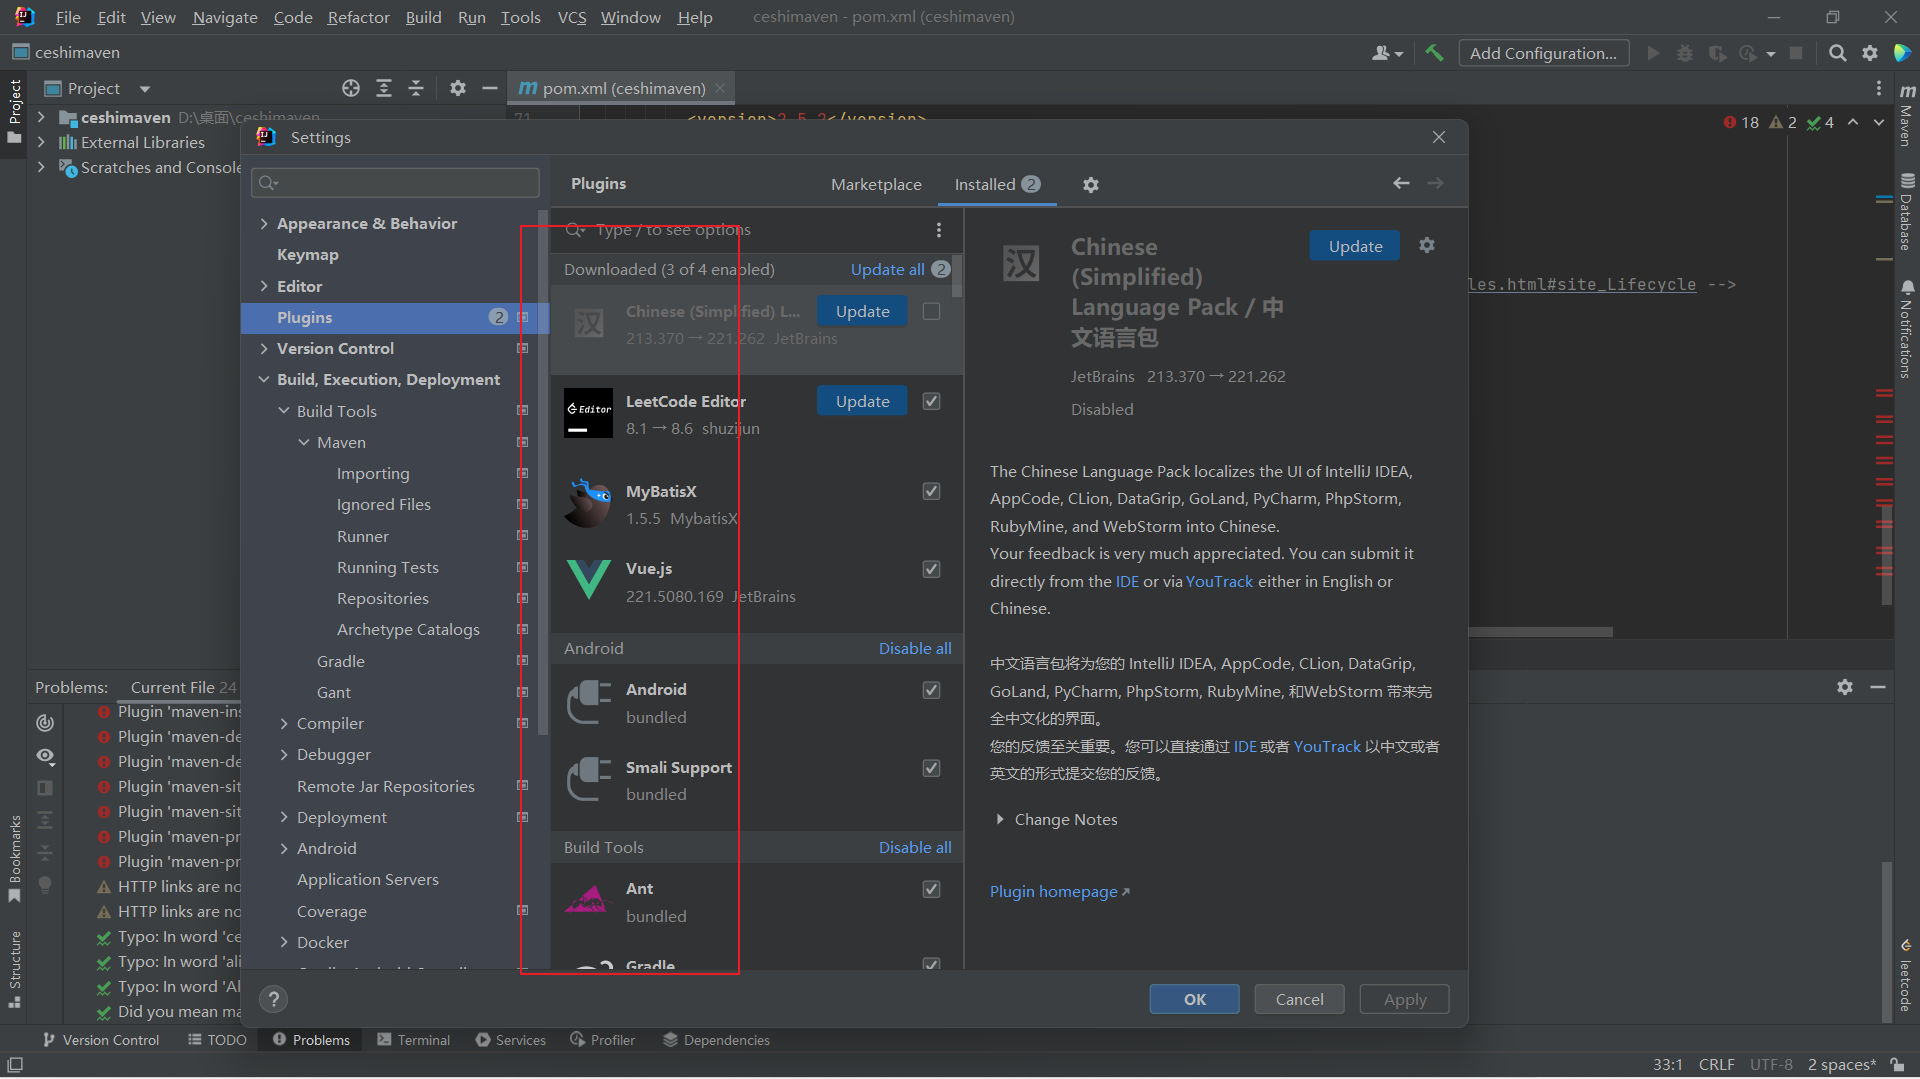 File Edit View Navigate Code Refactor Build Run Tools VCS Window Help ceshimaven - pom.xml (ceshimaven)
ceshimaven
Add Configuration...
Project
pom.xml (ceshimaven)
ceshimaven D:\桌面\ceshimaven
External Libraries
Scratches and Console
71 <version>2.5.2</version>
18 2 4
les.html#site_Lifecycle -->
Project
Bookmarks
Structure
Maven
Database
Notifications
leetcode
Settings
Appearance & Behavior
Keymap
Editor
Plugins 2
Version Control
Build, Execution, Deployment
Build Tools
Maven
Importing
Ignored Files
Runner
Running Tests
Repositories
Archetype Catalogs
Gradle
Gant
Compiler
Debugger
Remote Jar Repositories
Deployment
Android
Application Servers
Coverage
Docker
Plugins Marketplace Installed 2
Type / to see options
Downloaded (3 of 4 enabled) Update all 2
汉 Chinese (Simplified) L... Update
213.370 → 221.262 JetBrains
Editor LeetCode Editor Update
8.1 → 8.6 shuzijun
MyBatisX
1.5.5 MybatisX
Vue.js
221.5080.169 JetBrains
Android Disable all
Android
bundled
Smali Support
bundled
Build Tools Disable all
Ant
bundled
Gradle
汉
Chinese
(Simplified)
Language Pack / 中
文语言包
Update
JetBrains 213.370 → 221.262
Disabled
The Chinese Language Pack localizes the UI of IntelliJ IDEA,
AppCode, CLion, DataGrip, GoLand, PyCharm, PhpStorm,
RubyMine, and WebStorm into Chinese.
Your feedback is very much appreciated. You can submit it
directly from the IDE or via YouTrack either in English or
Chinese.
中文语言包将为您的 IntelliJ IDEA, AppCode, CLion, DataGrip,
GoLand, PyCharm, PhpStorm, RubyMine, 和WebStorm 带来完
全中文化的界面。
您的反馈至关重要。您可以直接通过 IDE 或者 YouTrack 以中文或者
英文的形式提交您的反馈。
Change Notes
Plugin homepage
OK Cancel Apply
Problems: Current File 24
Plugin 'maven-ins
Plugin 'maven-de
Plugin 'maven-de
Plugin 'maven-sit
Plugin 'maven-sit
Plugin 'maven-pr
Plugin 'maven-pr
HTTP links are no
HTTP links are no
Typo: In word 'ce
Typo: In word 'ali
Typo: In word 'Al
Did you mean ma
Version Control TODO Problems Terminal Services Profiler Dependencies
33:1 CRLF UTF-8 2 spaces*